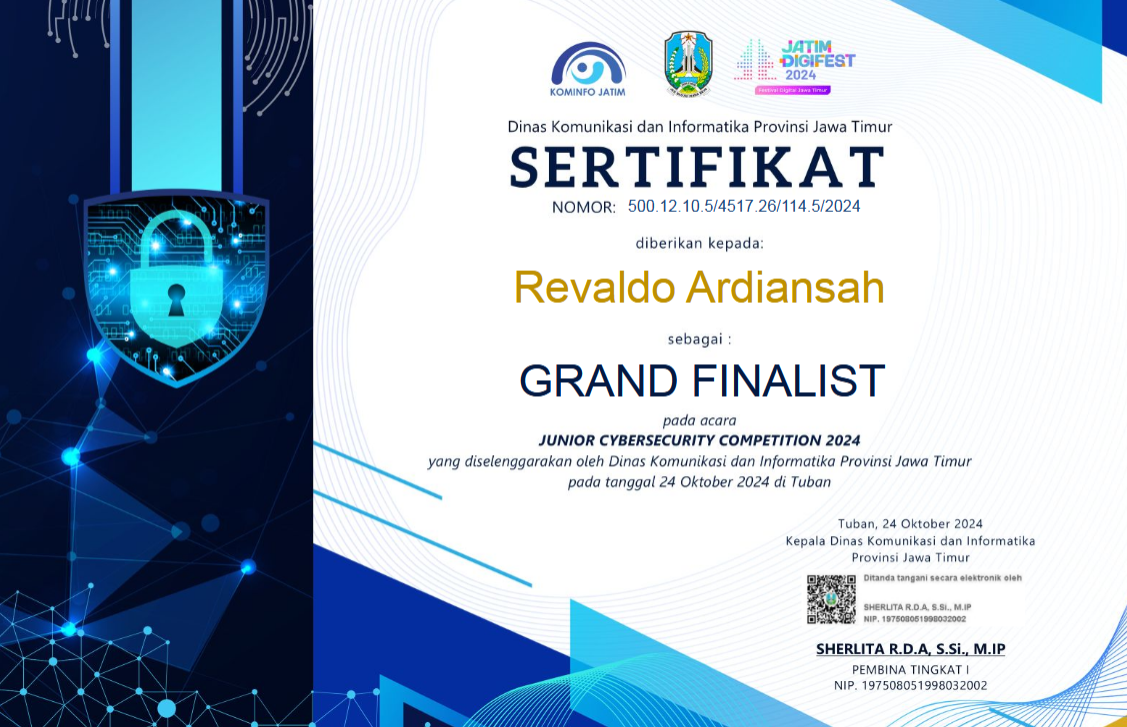 KOMINFO JATIM
JATIM
DIGIFEST
2024
Festival Digital Jawa Timur
Dinas Komunikasi dan Informatika Provinsi Jawa Timur
SERTIFIKAT
NOMOR: 500.12.10.5/4517.26/114.5/2024
diberikan kepada:
Revaldo Ardiansah
sebagai :
GRAND FINALIST
pada acara
JUNIOR CYBERSECURITY COMPETITION 2024
yang diselenggarakan oleh Dinas Komunikasi dan Informatika Provinsi Jawa Timur
pada tanggal 24 Oktober 2024 di Tuban
Tuban, 24 Oktober 2024
Kepala Dinas Komunikasi dan Informatika
Provinsi Jawa Timur
Ditanda tangani secara elektronik oleh
SHERLITA R.D.A, S.Si., M.IP
NIP. 197508051998032002
SHERLITA R.D.A, S.Si., M.IP
PEMBINA TINGKAT I
NIP. 197508051998032002